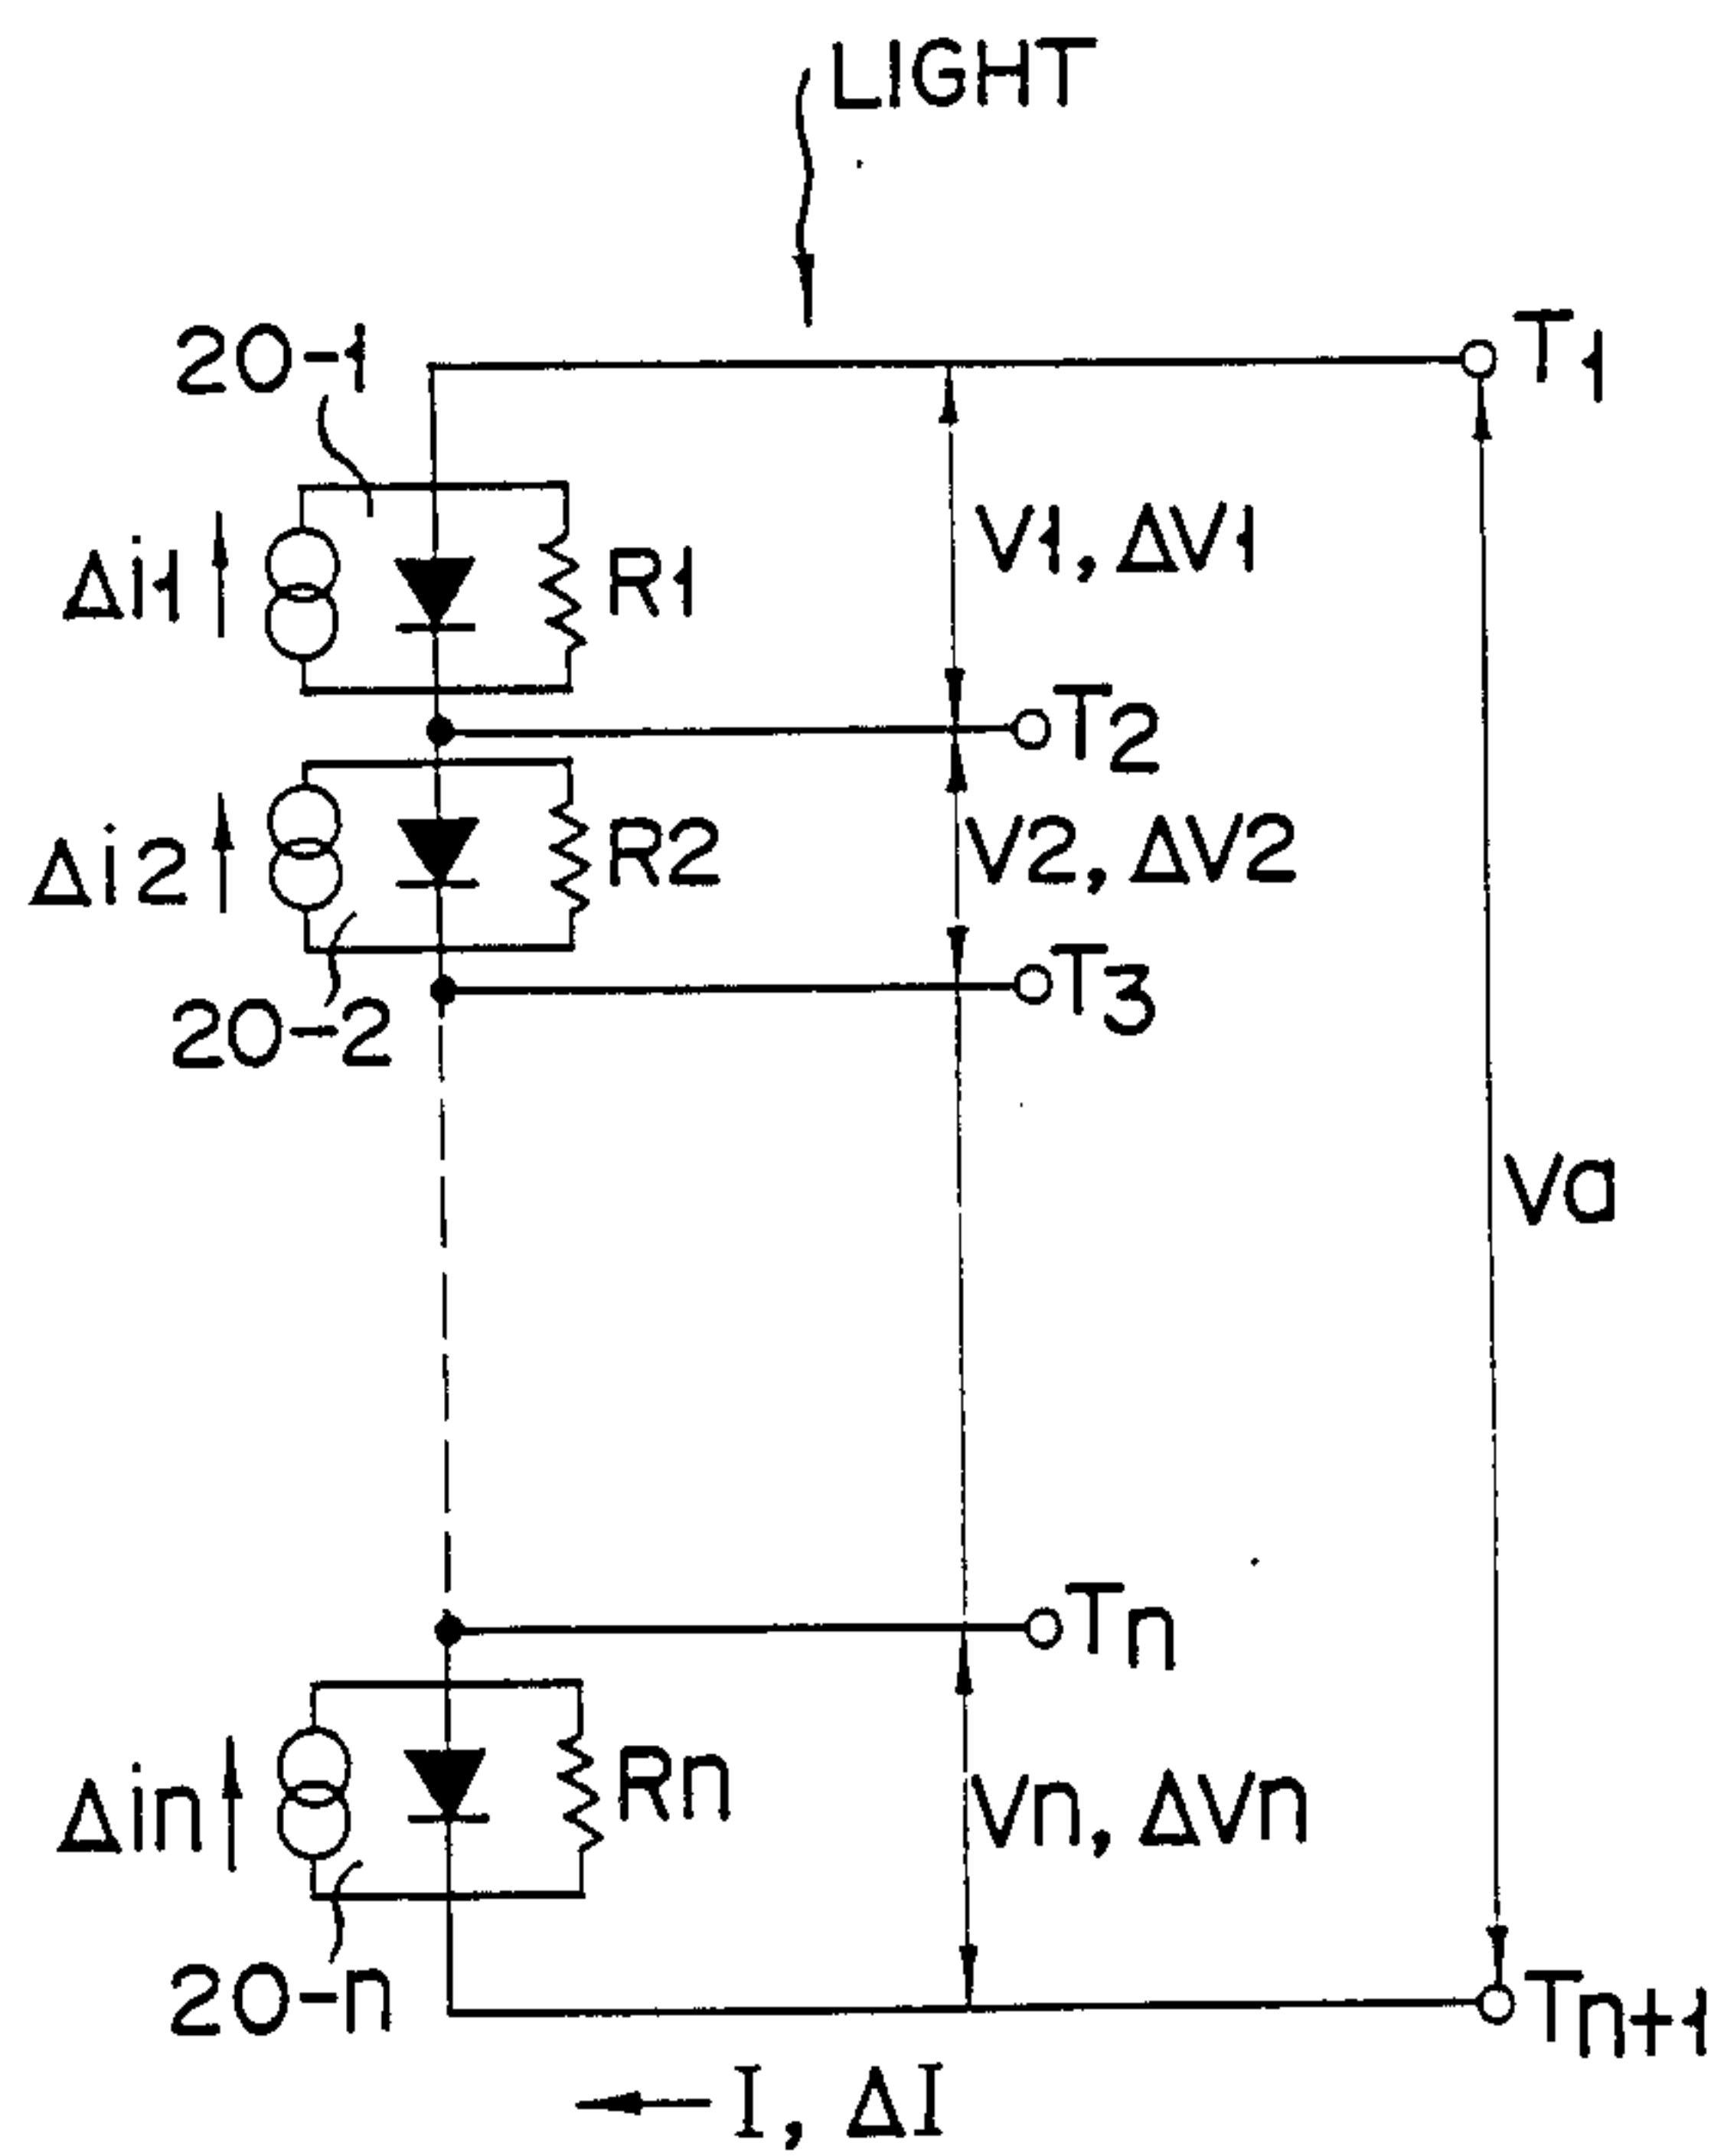 LIGHT
20-1
T1
Δi1
R1
V1, ΔV1
T2
Δi2
R2
V2, ΔV2
T3
20-2
Va
Tn
Δin
Rn
Vn, ΔVn
20-n
Tn+1
I, ΔI